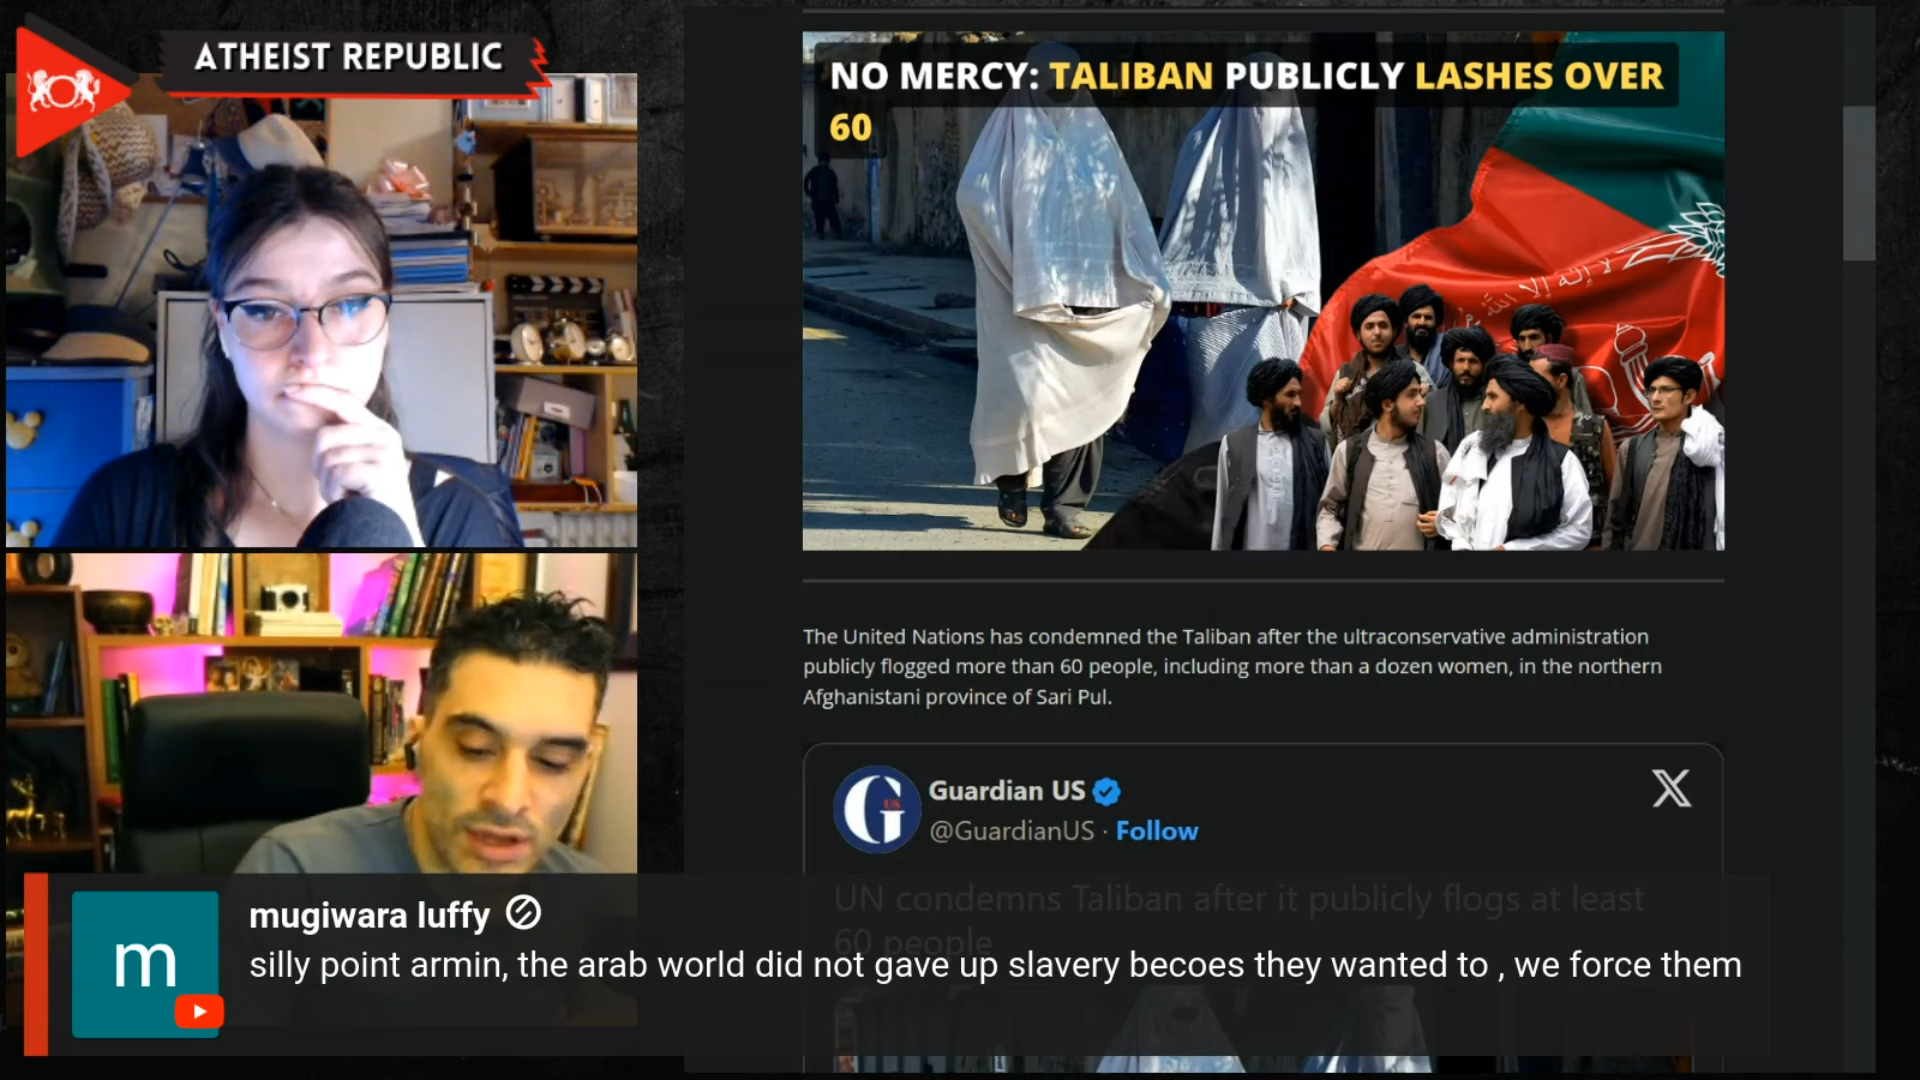 ATHEIST REPUBLIC
NO MERCY: TALIBAN PUBLICLY LASHES OVER
60
The United Nations has condemned the Taliban after the ultraconservative administration
publicly flogged more than 60 people, including more than a dozen women, in the northern
Afghanistani province of Sari Pul.
G US
Guardian US
@GuardianUS · Follow
UN condemns Taliban after it publicly flogs at least
60 people
m
mugiwara luffy
silly point armin, the arab world did not gave up slavery becoes they wanted to , we force them